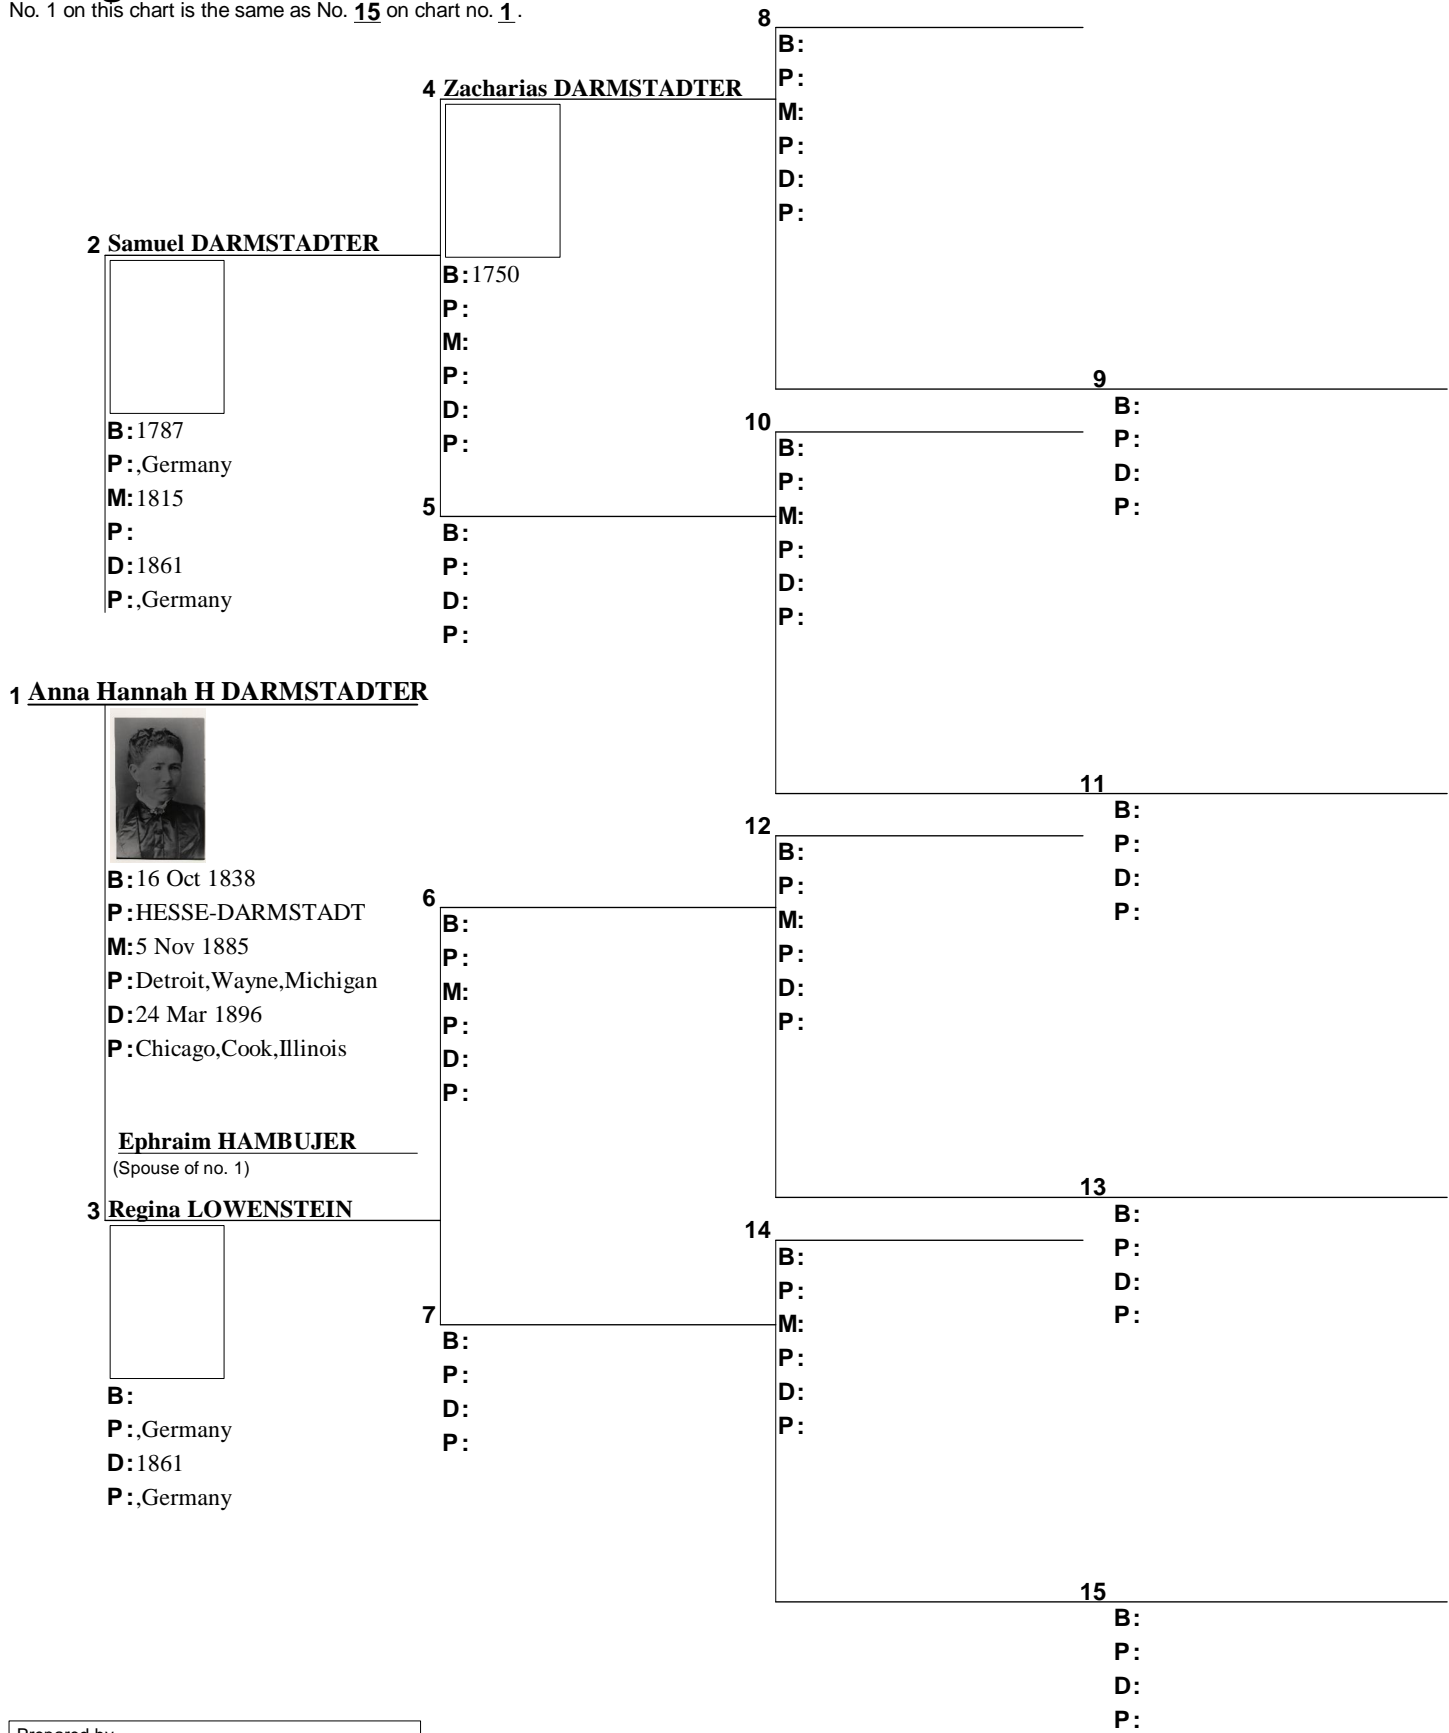 No. 1 on this chart is the same as No. 15 on chart no. 1.
8
B:
P:
M:
P:
D:
P:
4 Zacharias DARMSTADTER
B:1750
P:
M:
P:
D:
P:
2 Samuel DARMSTADTER
B:1787
P:,Germany
M:1815
P:
D:1861
P:,Germany
9
B:
P:
D:
P:
10
B:
P:
M:
P:
D:
P:
5
B:
P:
D:
P:
1 Anna Hannah H DARMSTADTER
B:16 Oct 1838
P:HESSE-DARMSTADT
M:5 Nov 1885
P:Detroit,Wayne,Michigan
D:24 Mar 1896
P:Chicago,Cook,Illinois
Ephraim HAMBUJER
(Spouse of no. 1)
11
B:
P:
D:
P:
12
B:
P:
M:
P:
D:
P:
6
B:
P:
M:
P:
D:
P:
3 Regina LOWENSTEIN
B:
P:,Germany
D:1861
P:,Germany
13
B:
P:
D:
P:
14
B:
P:
M:
P:
D:
P:
7
B:
P:
D:
P:
15
B:
P:
D:
P:
Prepared by